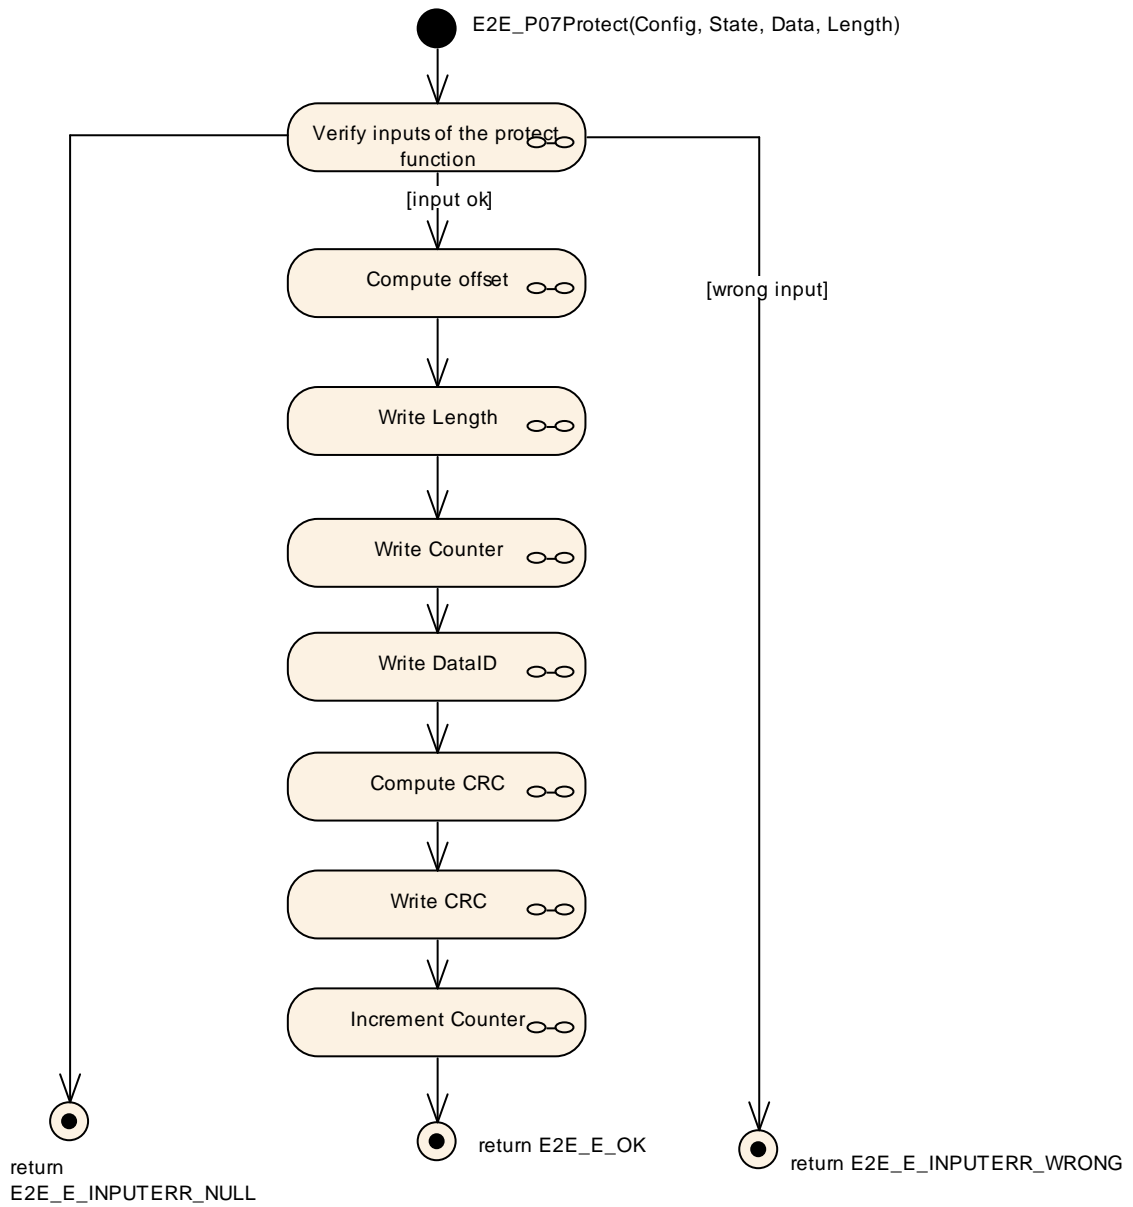 E2E_P07Protect(Config, State, Data, Length)
Verify inputs of the protect
function
[input ok]
Compute offset
[wrong input]
Write Length
Write Counter
Write DataID
Compute CRC
Write CRC
Increment Counter
return E2E_E_OK
return E2E_E_INPUTERR_WRONG
return
E2E_E_INPUTERR_NULL